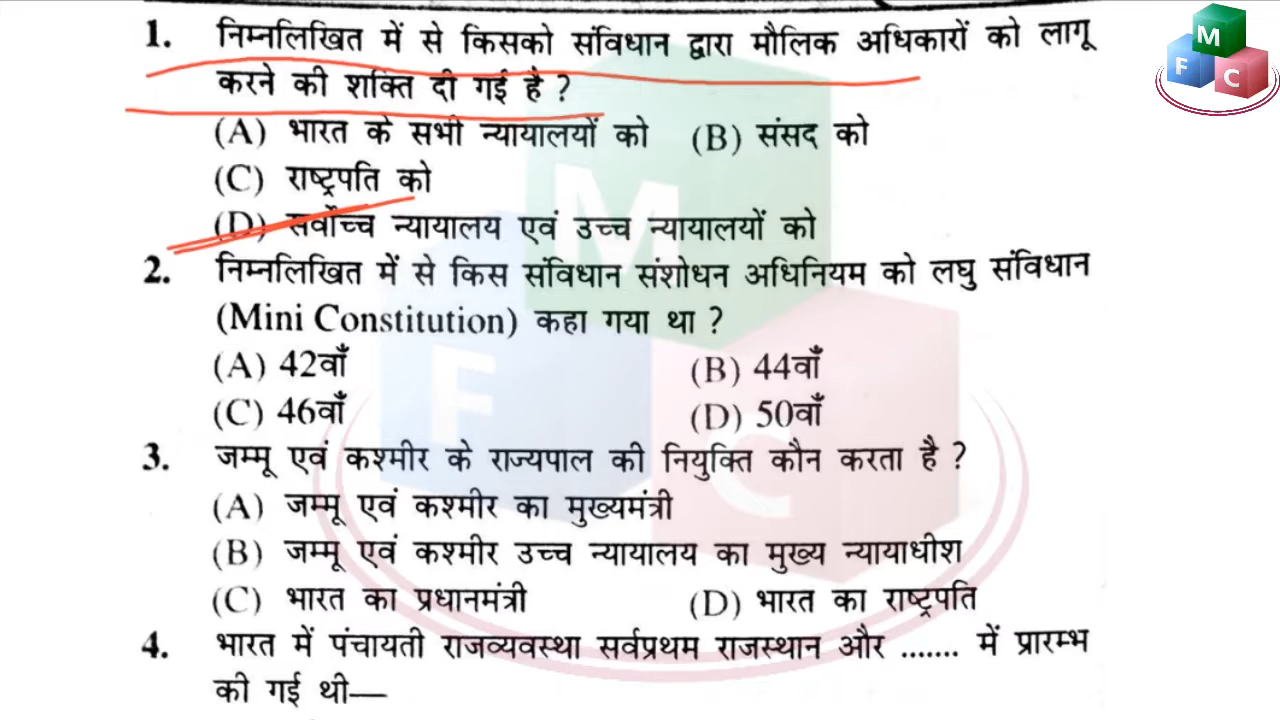 1. निम्नलिखित में से किसको संविधान द्वारा मौलिक अधिकारों को लागू
करने की शक्ति दी गई है ?
(A) भारत के सभी न्यायालयों को (B) संसद को
(C) राष्ट्रपति को
(D) सर्वोच्च न्यायालय एवं उच्च न्यायालयों को
2. निम्नलिखित में से किस संविधान संशोधन अधिनियम को लघु संविधान
(Mini Constitution) कहा गया था ?
(A) 42वाँ (B) 44वाँ
(C) 46वाँ (D) 50वाँ
3. जम्मू एवं कश्मीर के राज्यपाल की नियुक्ति कौन करता है ?
(A) जम्मू एवं कश्मीर का मुख्यमंत्री
(B) जम्मू एवं कश्मीर उच्च न्यायालय का मुख्य न्यायाधीश
(C) भारत का प्रधानमंत्री (D) भारत का राष्ट्रपति
4. भारत में पंचायती राजव्यवस्था सर्वप्रथम राजस्थान और ....... में प्रारम्भ
की गई थी—
M
F C
M
F C